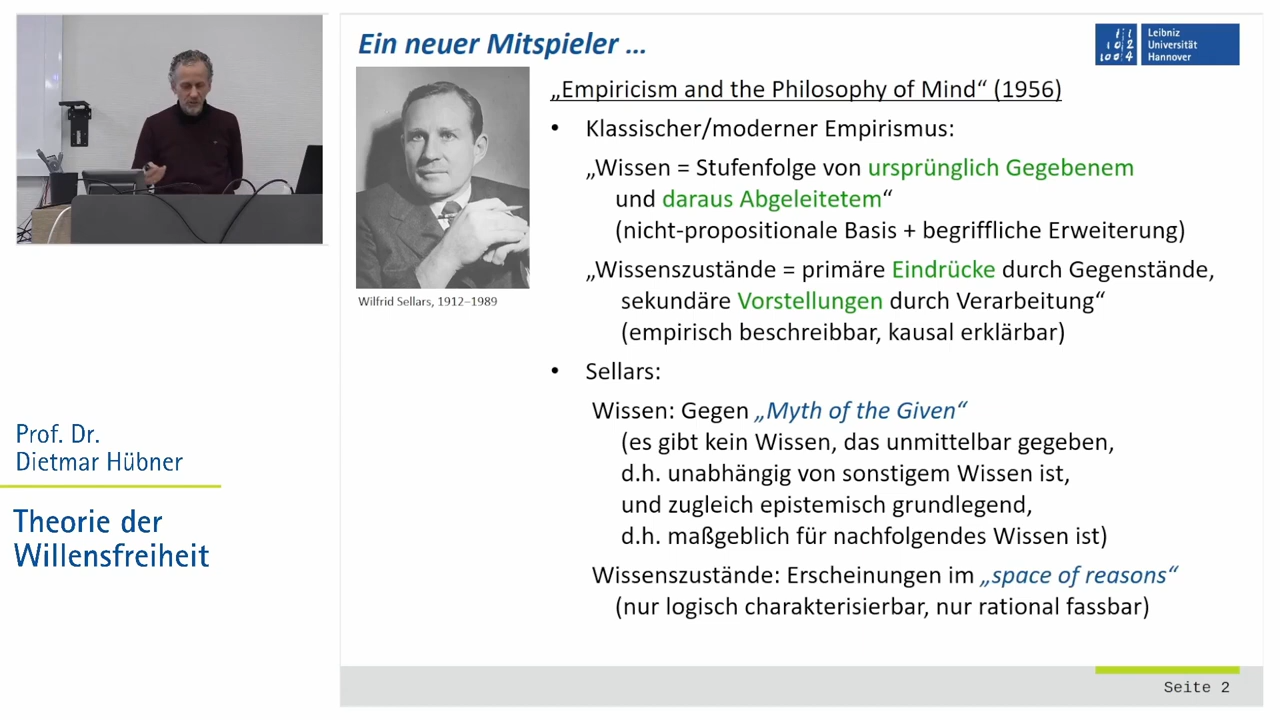 Ein neuer Mitspieler ...
Leibniz
Universität
Hannover
Wilfrid Sellars, 1912–1989
„Empiricism and the Philosophy of Mind“ (1956)
• Klassischer/moderner Empirismus:
„Wissen = Stufenfolge von ursprünglich Gegebenem
und daraus Abgeleitetem“
(nicht-propositionale Basis + begriffliche Erweiterung)
„Wissenszustände = primäre Eindrücke durch Gegenstände,
sekundäre Vorstellungen durch Verarbeitung“
(empirisch beschreibbar, kausal erklärbar)
• Sellars:
Wissen: Gegen „Myth of the Given“
(es gibt kein Wissen, das unmittelbar gegeben,
d.h. unabhängig von sonstigem Wissen ist,
und zugleich epistemisch grundlegend,
d.h. maßgeblich für nachfolgendes Wissen ist)
Wissenszustände: Erscheinungen im „space of reasons“
(nur logisch charakterisierbar, nur rational fassbar)
Prof. Dr.
Dietmar Hübner
Theorie der
Willensfreiheit
Seite 2